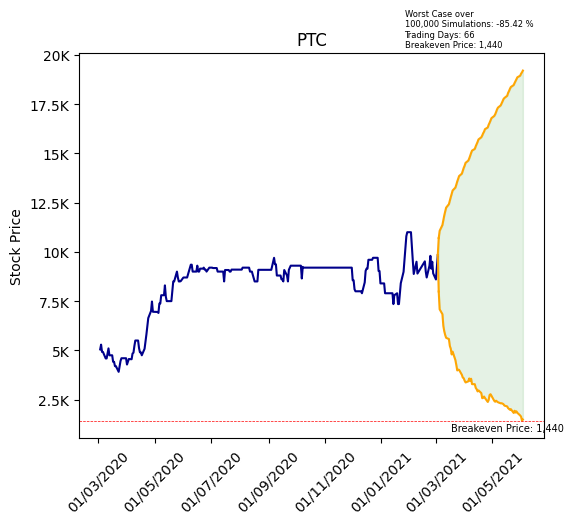 Worst Case over
100,000 Simulations: -85.42 %
Trading Days: 66
Breakeven Price: 1,440
PTC
20K
17.5K
15K
12.5K
10K
7.5K
5K
2.5K
Stock Price
Breakeven Price: 1,440
01/03/2020
01/05/2020
01/07/2020
01/09/2020
01/11/2020
01/01/2021
01/03/2021
01/05/2021